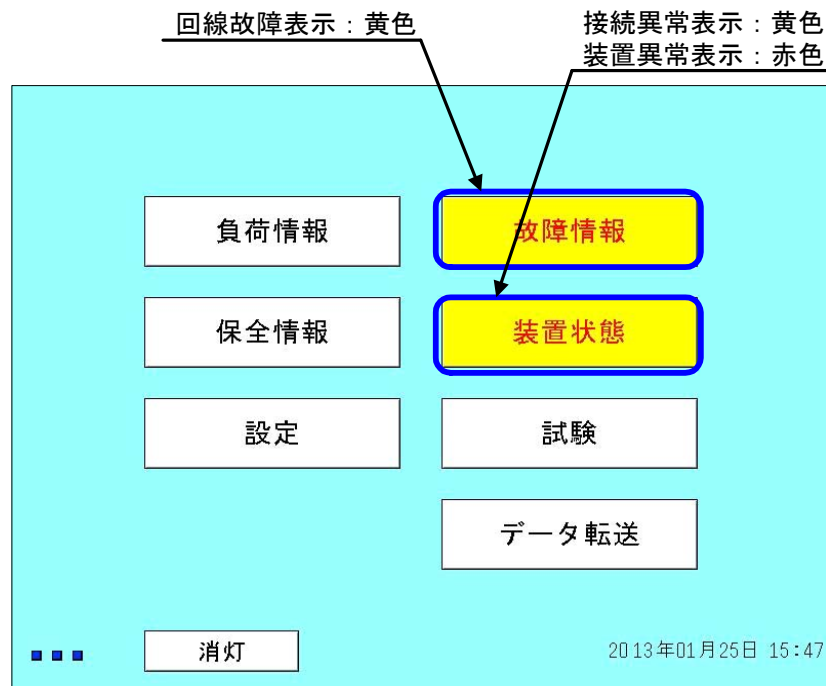 回線故障表示：黄色
接続異常表示：黄色
装置異常表示：赤色
負荷情報
故障情報
保全情報
装置状態
設定
試験
データ転送
消灯
2013年01月25日 15:47